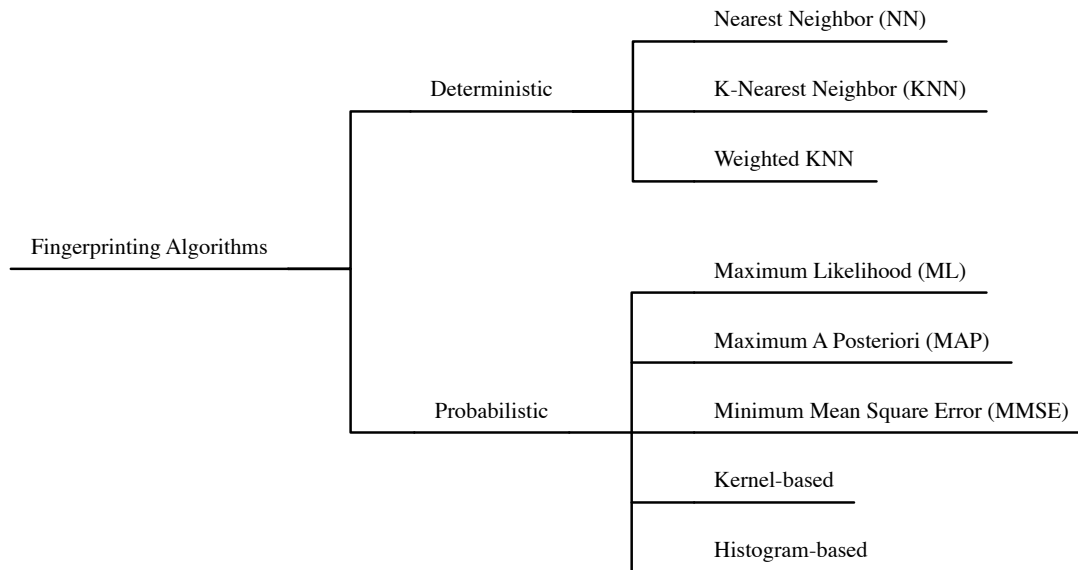 Nearest Neighbor (NN)
Deterministic
K-Nearest Neighbor (KNN)
Weighted KNN
Fingerprinting Algorithms
Maximum Likelihood (ML)
Maximum A Posteriori (MAP)
Probabilistic
Minimum Mean Square Error (MMSE)
Kernel-based
Histogram-based